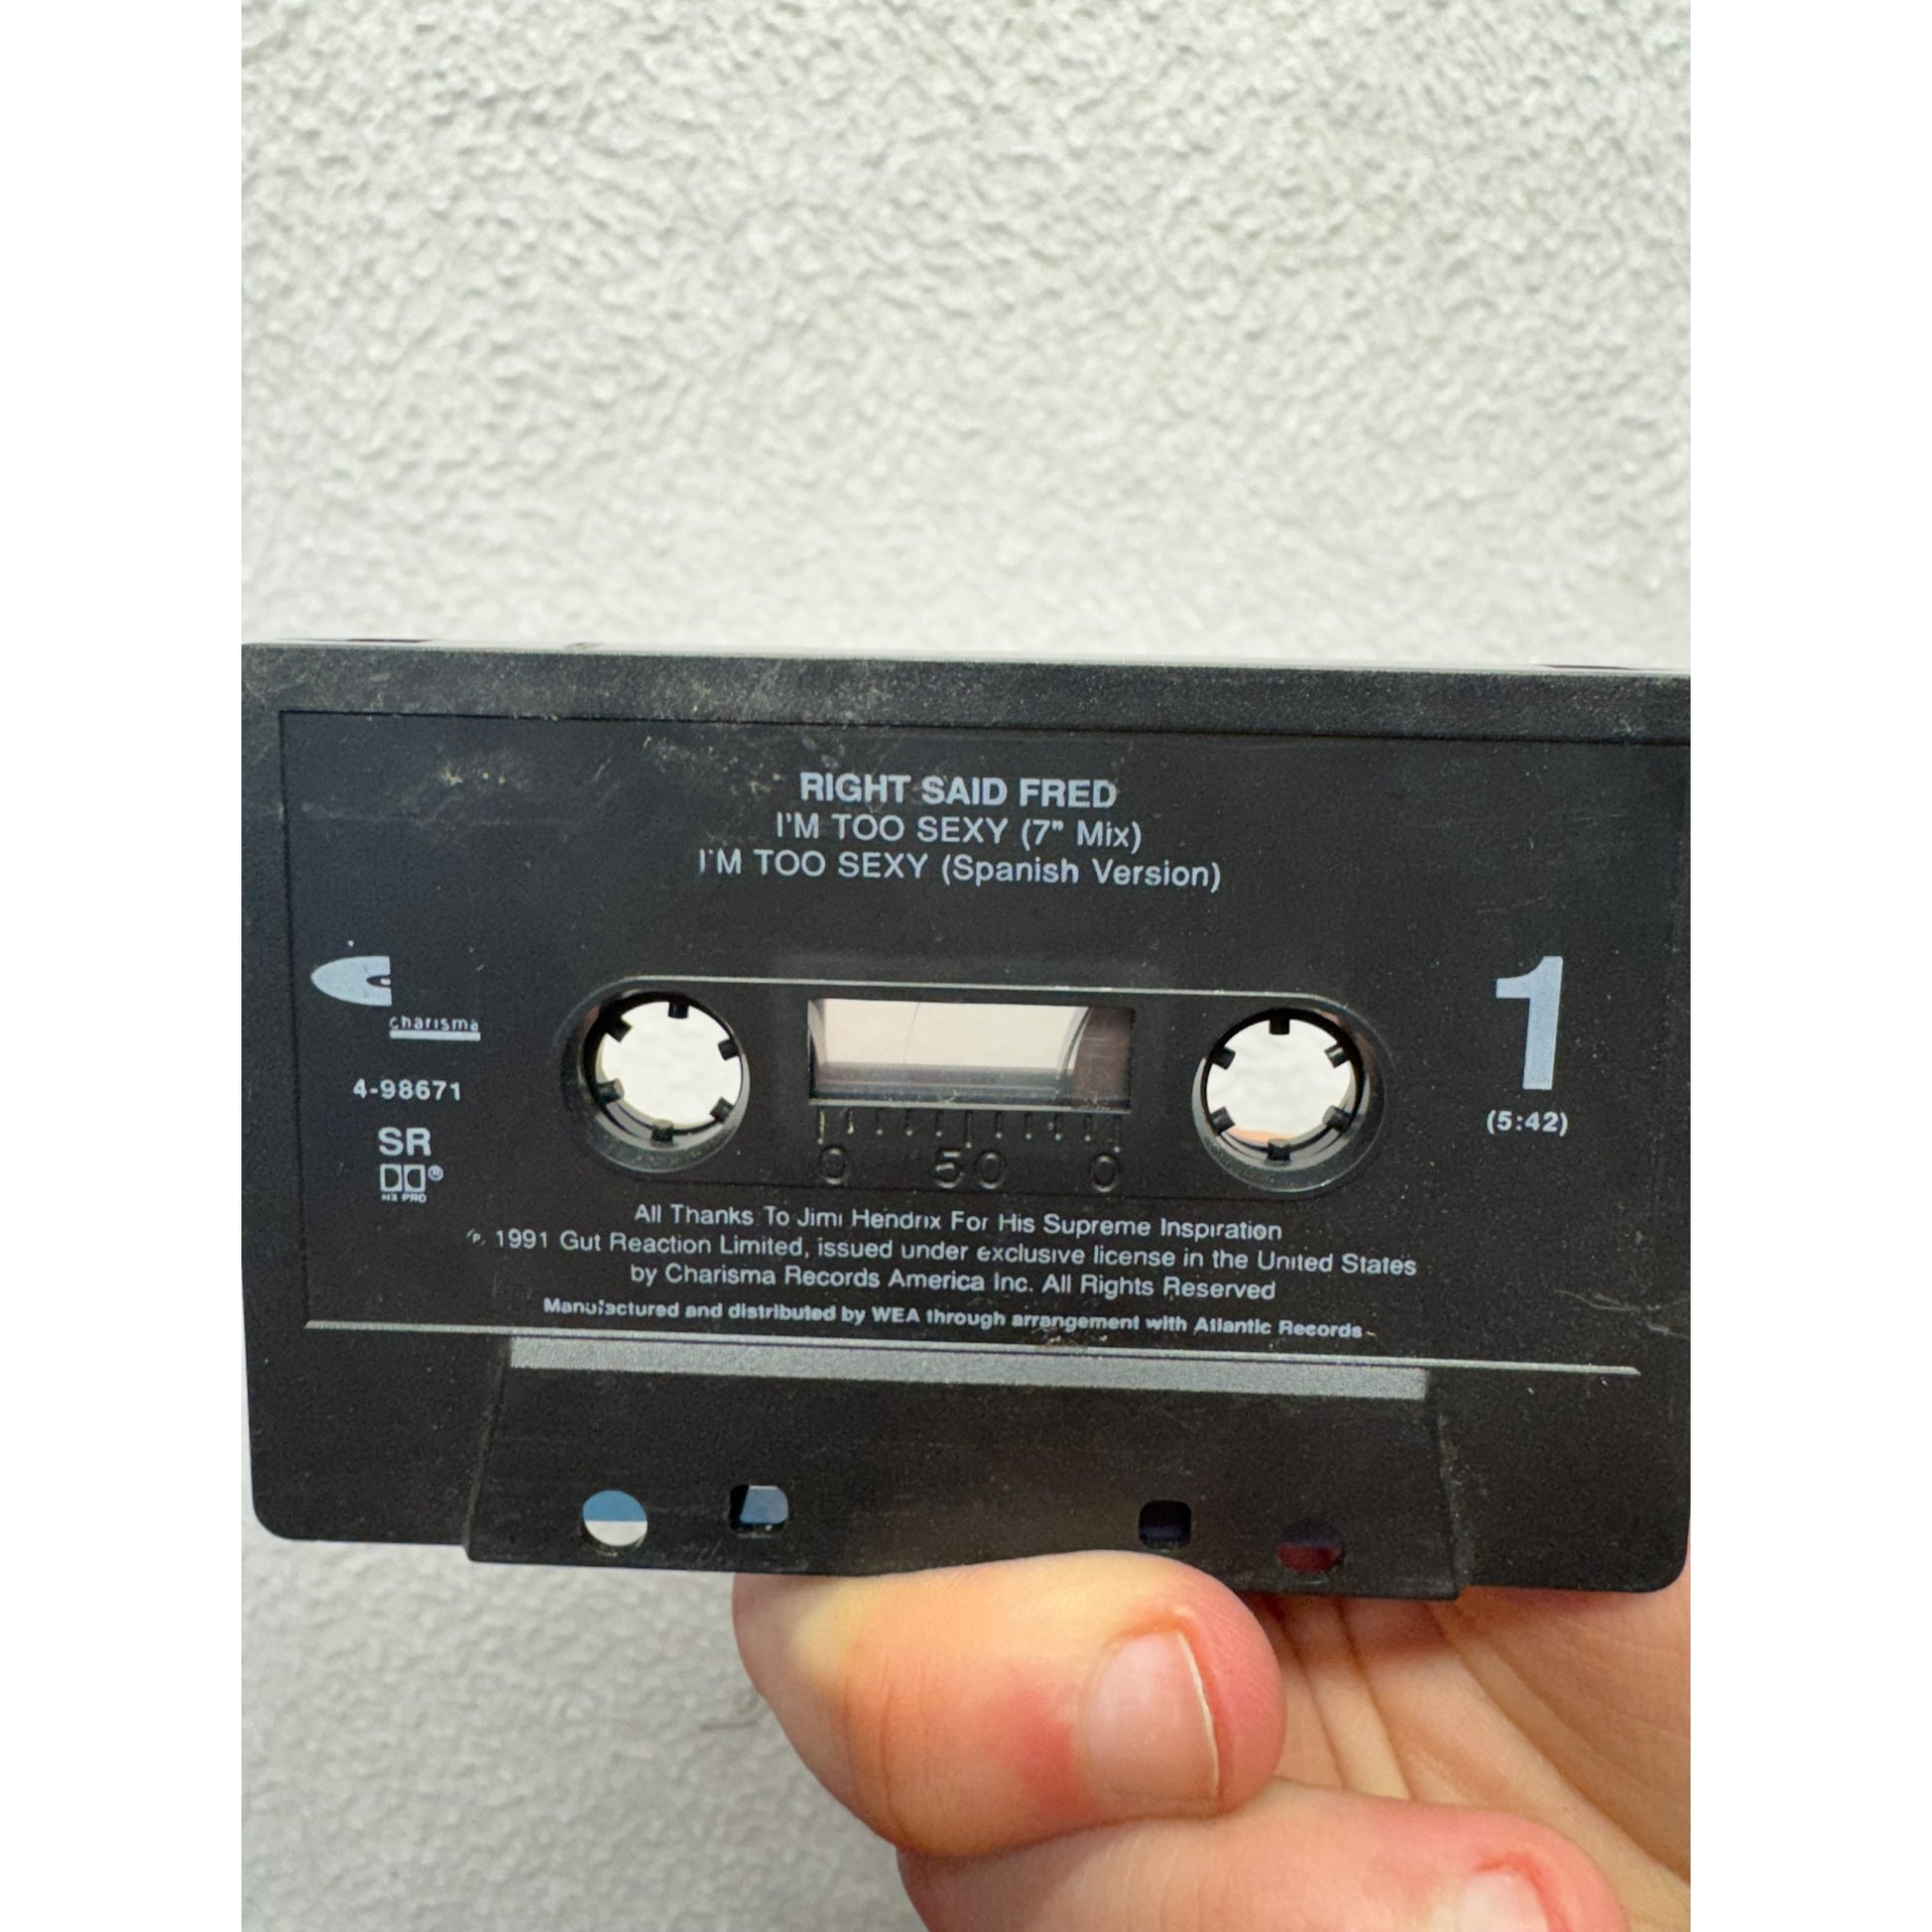 RIGHT SAID FRED
I'M TOO SEXY (7" Mix)
I'M TOO SEXY (Spanish Version)
charisma
4-98671
SR
HX PRO
1
(5:42)
0 50 0
All Thanks To Jimi Hendrix For His Supreme Inspiration
℗ 1991 Gut Reaction Limited, issued under exclusive license in the United States
by Charisma Records America Inc. All Rights Reserved
Manufactured and distributed by WEA through arrangement with Atlantic Records